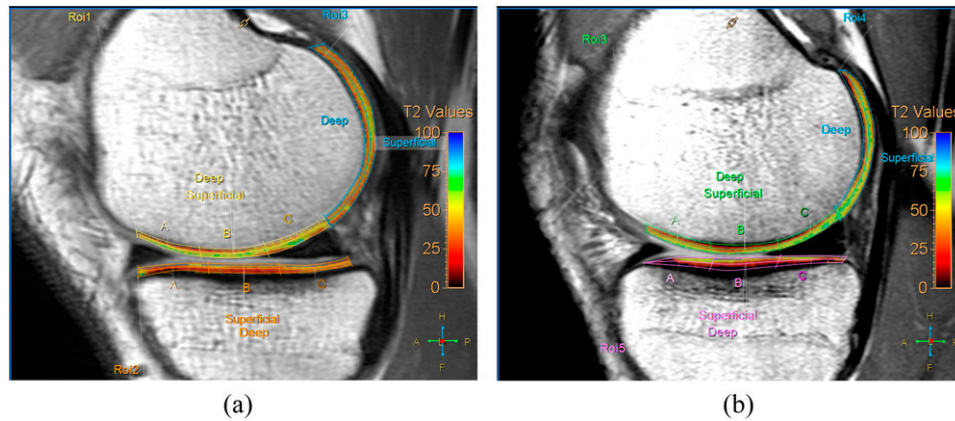 Roi1
Roi3
Deep
Superficial
Deep
Superficial
A
B
C
A
B
C
Superficial
Deep
Roi2
T2 Values
100
75
50
25
0
H
A
P
F
(a)
Roi3
Roi4
Deep
Superficial
Deep
Superficial
A
B
C
A
B
C
Superficial
Deep
Roi5
T2 Values
100
75
50
25
0
H
A
P
F
(b)